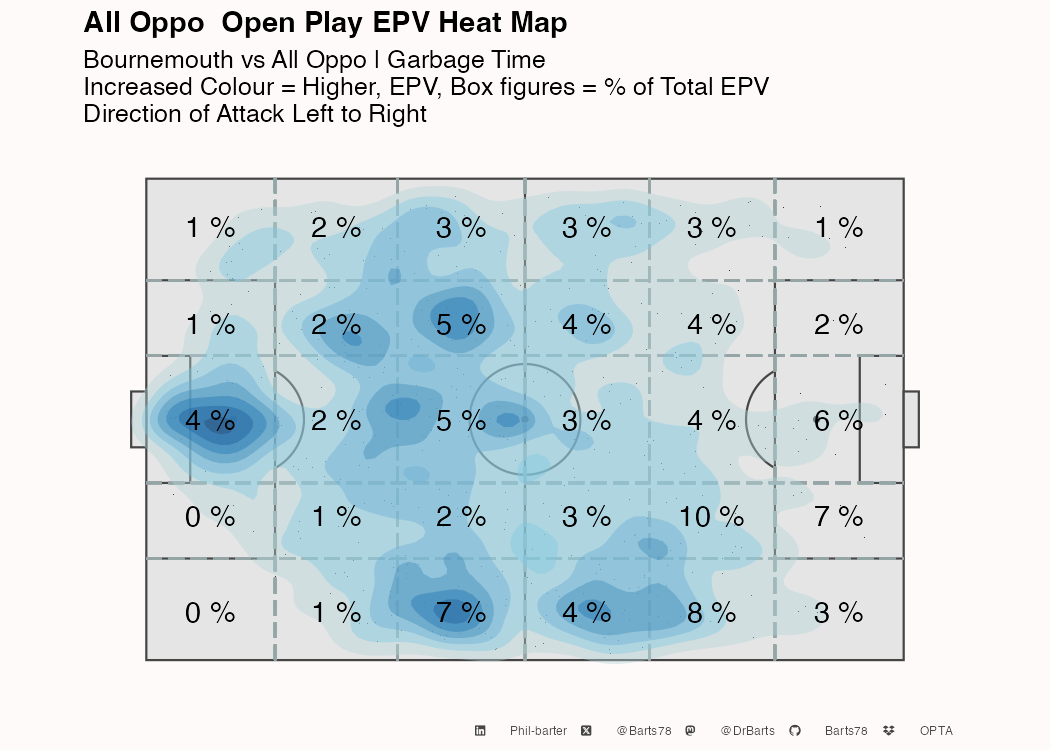 All Oppo  Open Play EPV Heat Map
Bournemouth vs All Oppo | Garbage Time
Increased Colour = Higher, EPV, Box figures = % of Total EPV
Direction of Attack Left to Right
1 % 2 % 3 % 3 % 3 % 1 %
1 % 2 % 5 % 4 % 4 % 2 %
4 % 2 % 5 % 3 % 4 % 6 %
0 % 1 % 2 % 3 % 10 % 7 %
0 % 1 % 7 % 4 % 8 % 3 %
Phil-barter @Barts78 @DrBarts Barts78 OPTA